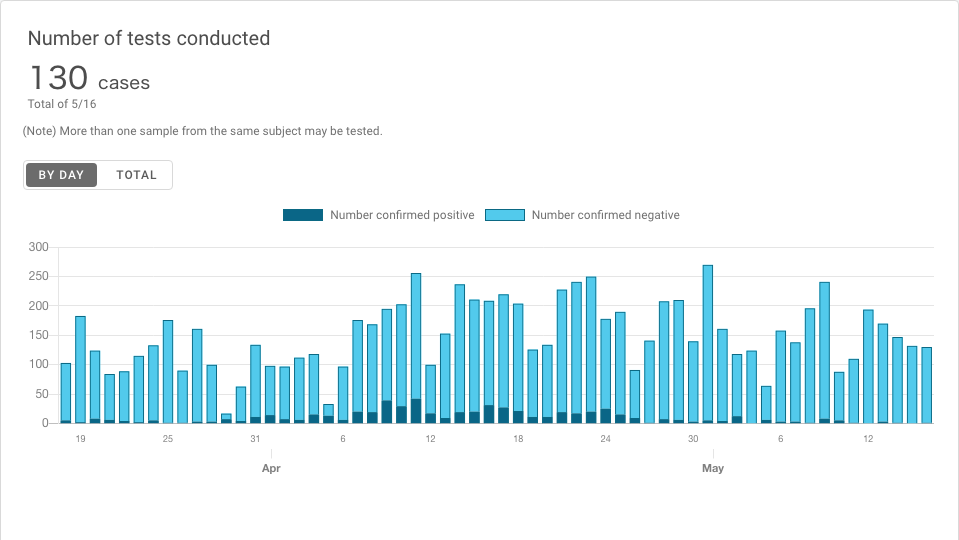 Number of tests conducted
130 cases
Total of 5/16
(Note) More than one sample from the same subject may be tested.
BY DAY TOTAL
Number confirmed positive Number confirmed negative
300
250
200
150
100
50
0
19 25 31 6 12 18 24 30 6 12
Apr May